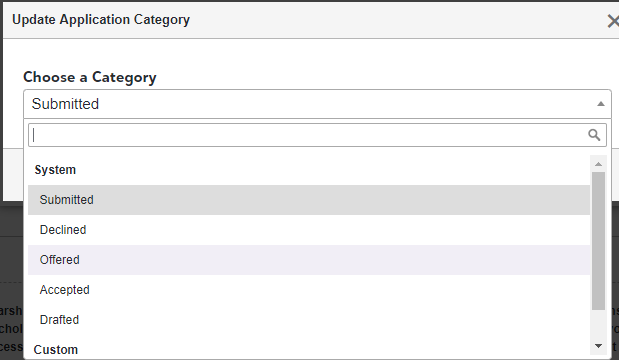 Update Application Category
Choose a Category
Submitted
System
Submitted
Declined
Offered
Accepted
Drafted
Custom